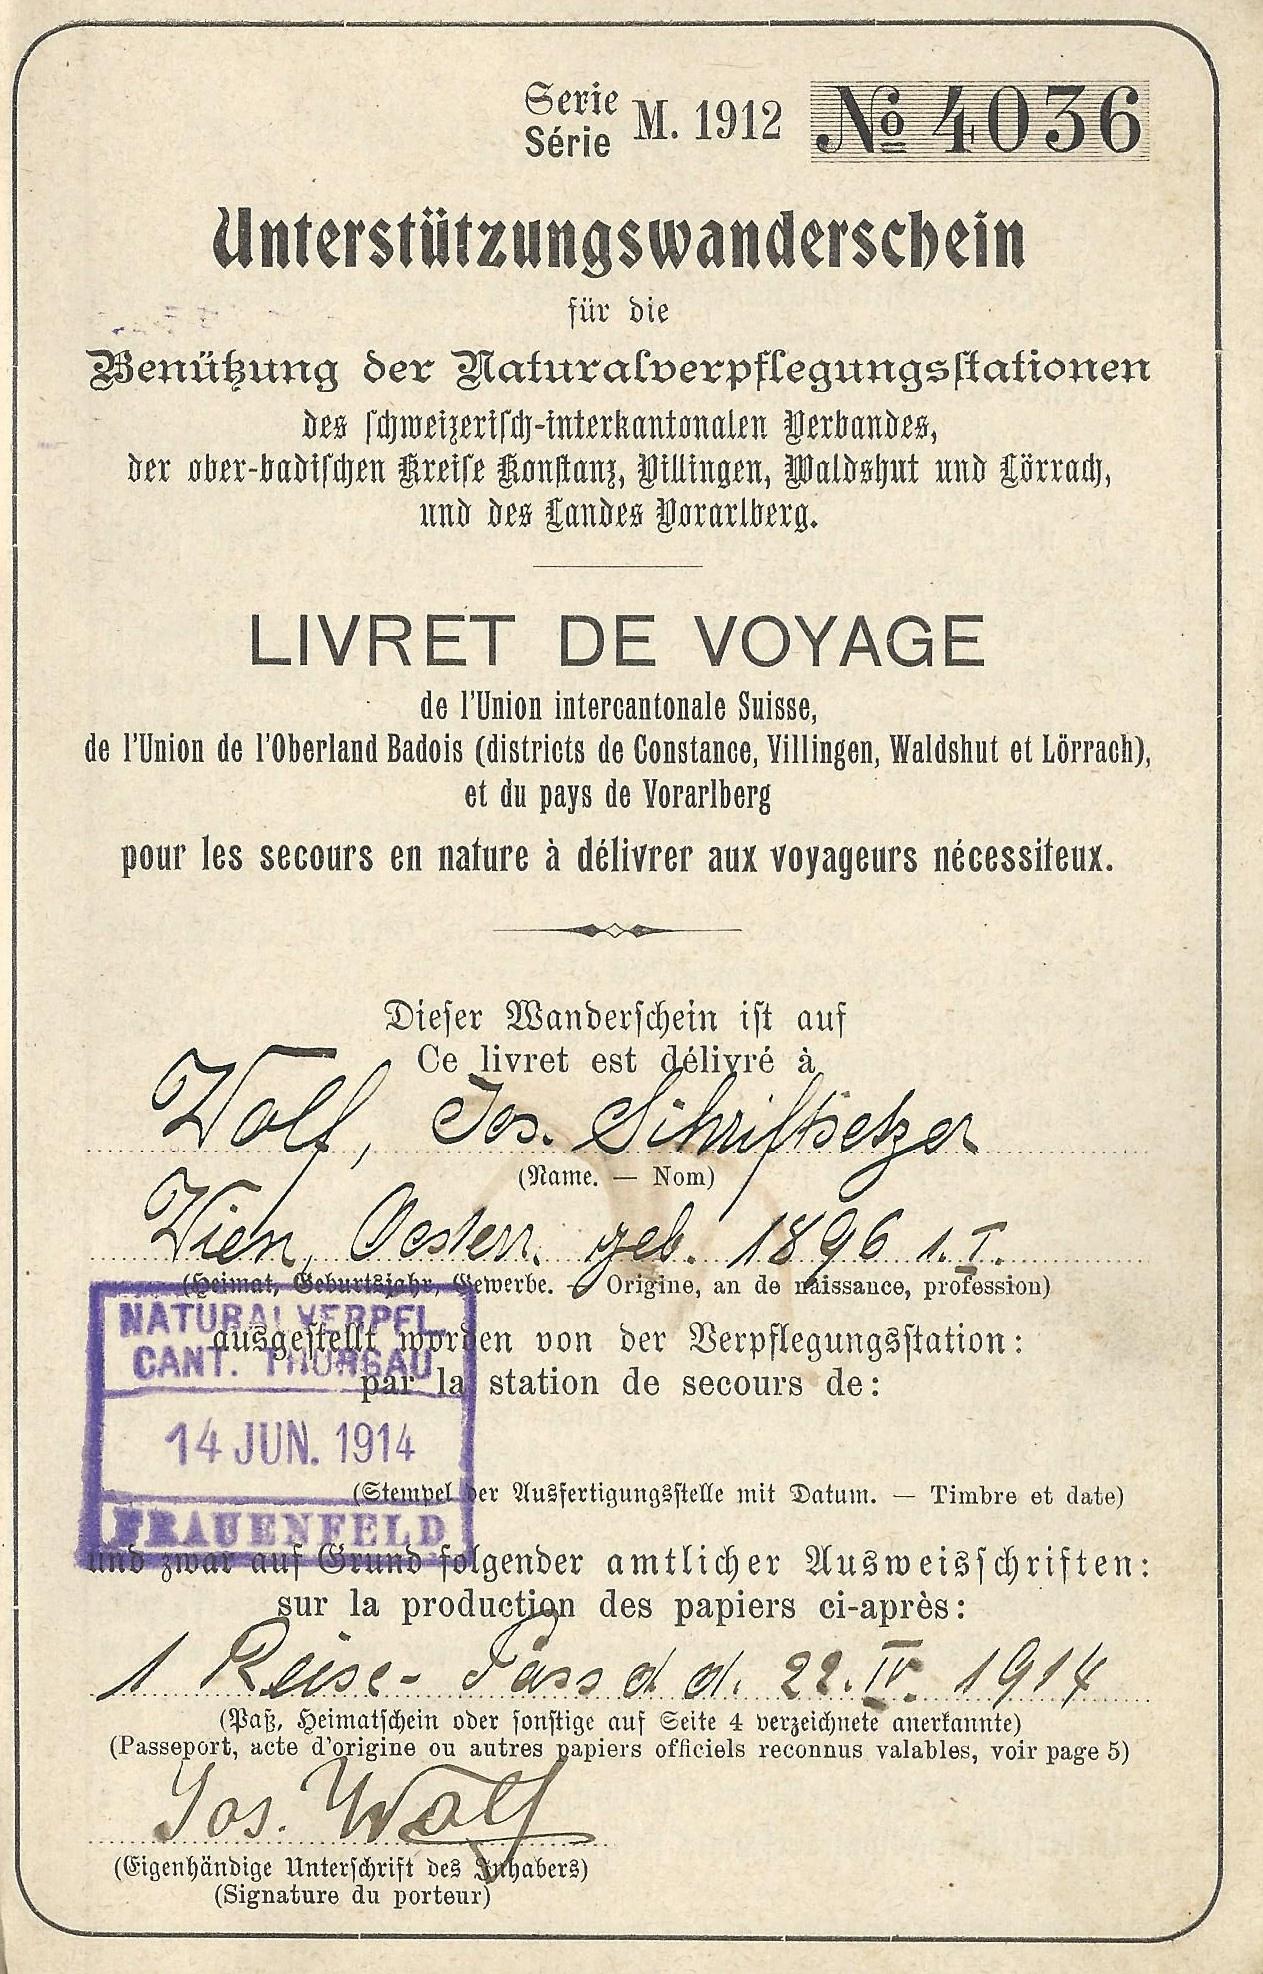 Serie
Série
M. 1912
№ 4036
Unterstützungswanderschein
für die
Benützung der Naturalverpflegungsstationen
des schweizerisch-interkantonalen Verbandes,
der ober-badischen Kreise Konstanz, Villingen, Waldshut und Lörrach,
und des Landes Vorarlberg.
LIVRET DE VOYAGE
de l'Union intercantonale Suisse,
de l'Union de l'Oberland Badois (districts de Constance, Villingen, Waldshut et Lörrach),
et du pays de Vorarlberg
pour les secours en nature à délivrer aux voyageurs nécessiteux.
Dieser Wanderschein ist auf
Ce livret est délivré à
Wolf, Jos. Schriftsetzer
(Name. — Nom)
Wien, Oesterr. geb. 1896 1. I.
(Heimat, Geburtsjahr, Gewerbe. — Origine, an de naissance, profession)
NATURALVERPFL.
CANT. THURGAU
14 JUN. 1914
FRAUENFELD
ausgestellt worden von der Verpflegungsstation:
par la station de secours de:
(Stempel der Ausfertigungsstelle mit Datum. — Timbre et date)
und zwar auf Grund folgender amtlicher Ausweisschriften:
sur la production des papiers ci-après:
1 Reise-Pass d d. 22. IV. 1914
(Paß, Heimatschein oder sonstige auf Seite 4 verzeichnete anerkannte)
(Passeport, acte d'origine ou autres papiers officiels reconnus valables, voir page 5)
Jos. Wolf
(Eigenhändige Unterschrift des Inhabers)
(Signature du porteur)